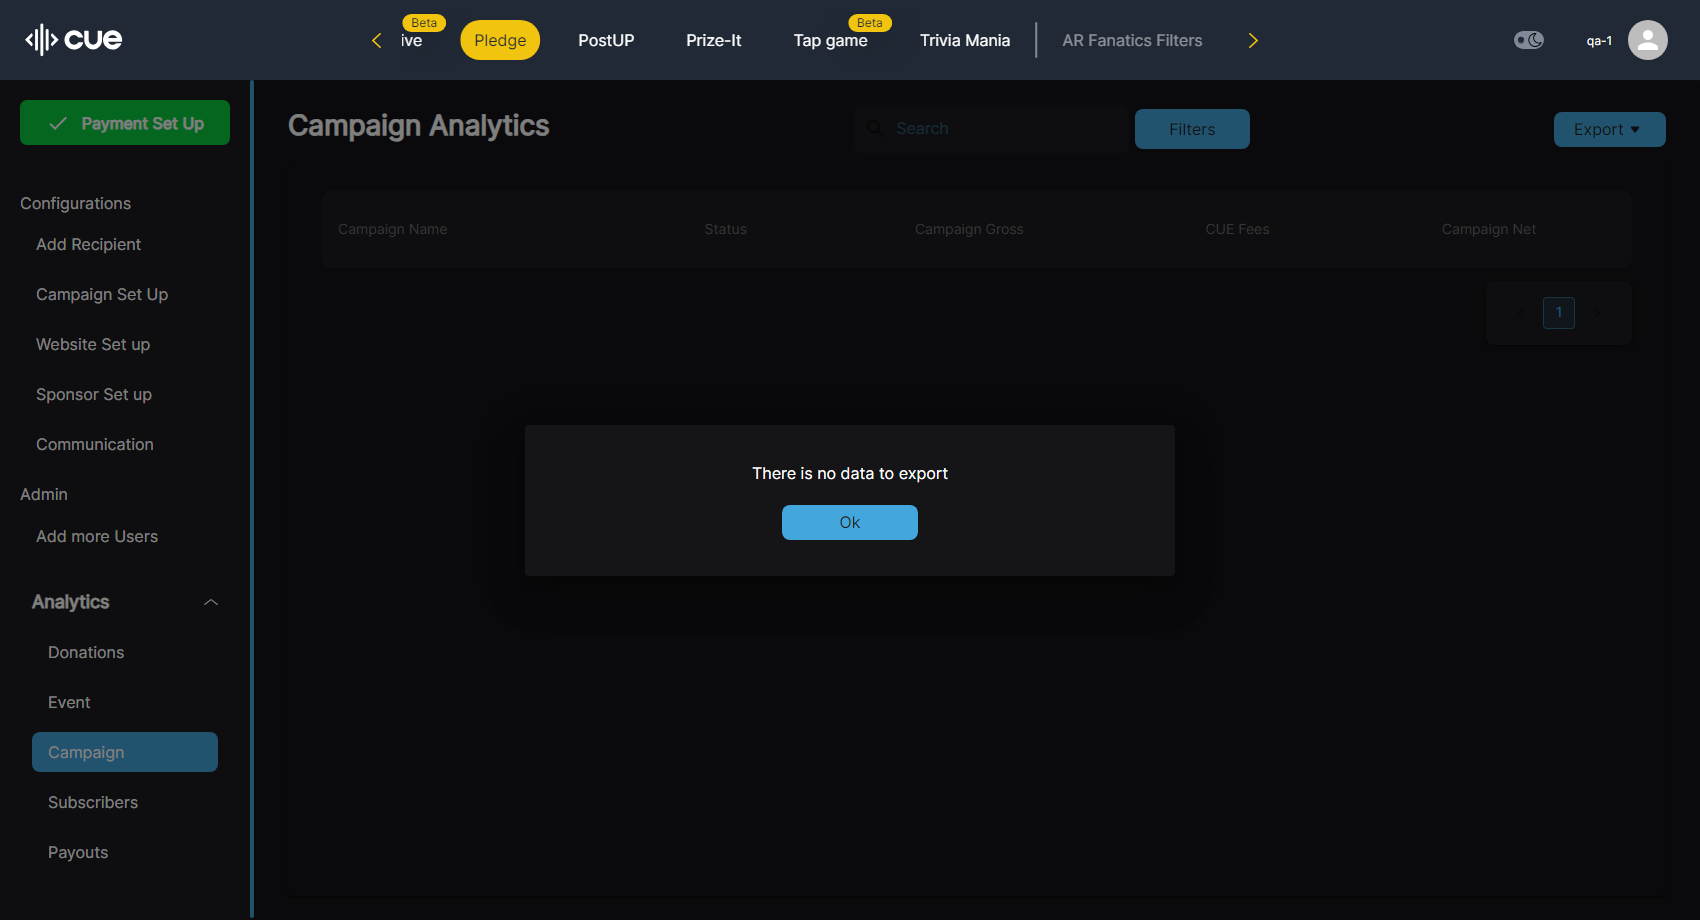 cue
Beta
ive
Pledge
PostUP
Prize-It
Beta
Tap game
Trivia Mania
AR Fanatics Filters
qa-1
Payment Set Up
Configurations
Add Recipient
Campaign Set Up
Website Set up
Sponsor Set up
Communication
Admin
Add more Users
Analytics
Donations
Event
Campaign
Subscribers
Payouts
Campaign Analytics
Search
Filters
Export
Campaign Name Status Campaign Gross CUE Fees Campaign Net
1
There is no data to export
Ok